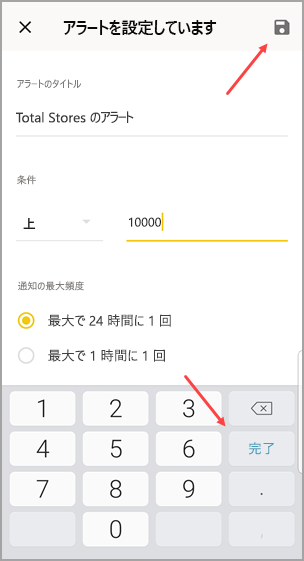 アラートを設定しています
アラートのタイトル
Total Stores のアラート
条件
上 10000
通知の最大頻度
最大で 24 時間に 1 回
最大で 1 時間に 1 回
1 2 3
4 5 6 完了
7 8 9 .
0 ,